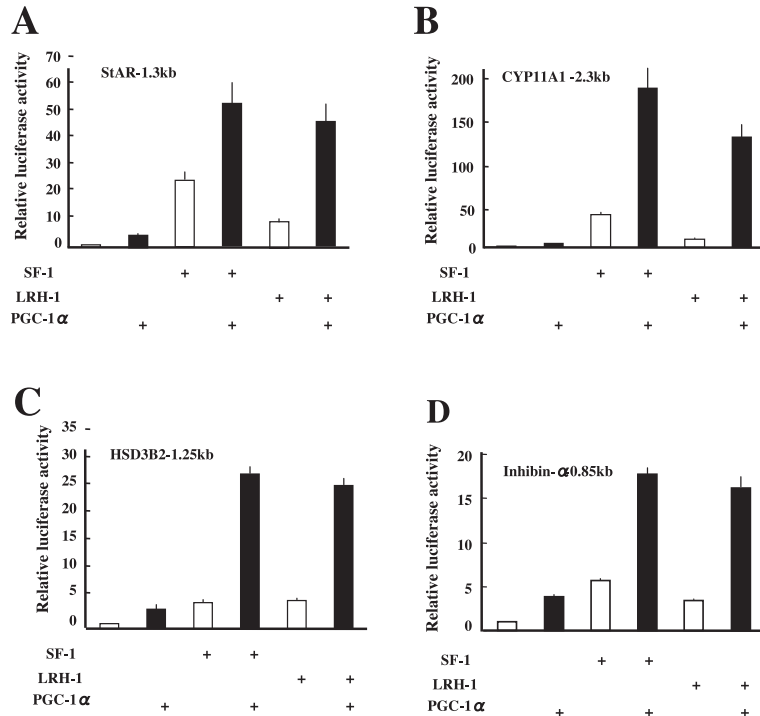 A
StAR-1.3kb
Relative luciferase activity
70
60
50
40
30
20
10
0
SF-1 + +
LRH-1 + +
PGC-1α + + +
B
CYP11A1 -2.3kb
Relative luciferase activity
200
150
100
50
0
SF-1 + +
LRH-1 + +
PGC-1α + + +
C
HSD3B2-1.25kb
Relative luciferase activity
35
30
25
20
15
10
5
0
SF-1 + +
LRH-1 + +
PGC-1α + + +
D
Inhibin-α-0.85kb
Relative luciferase activity
20
15
10
5
0
SF-1 + +
LRH-1 + +
PGC-1α + + +